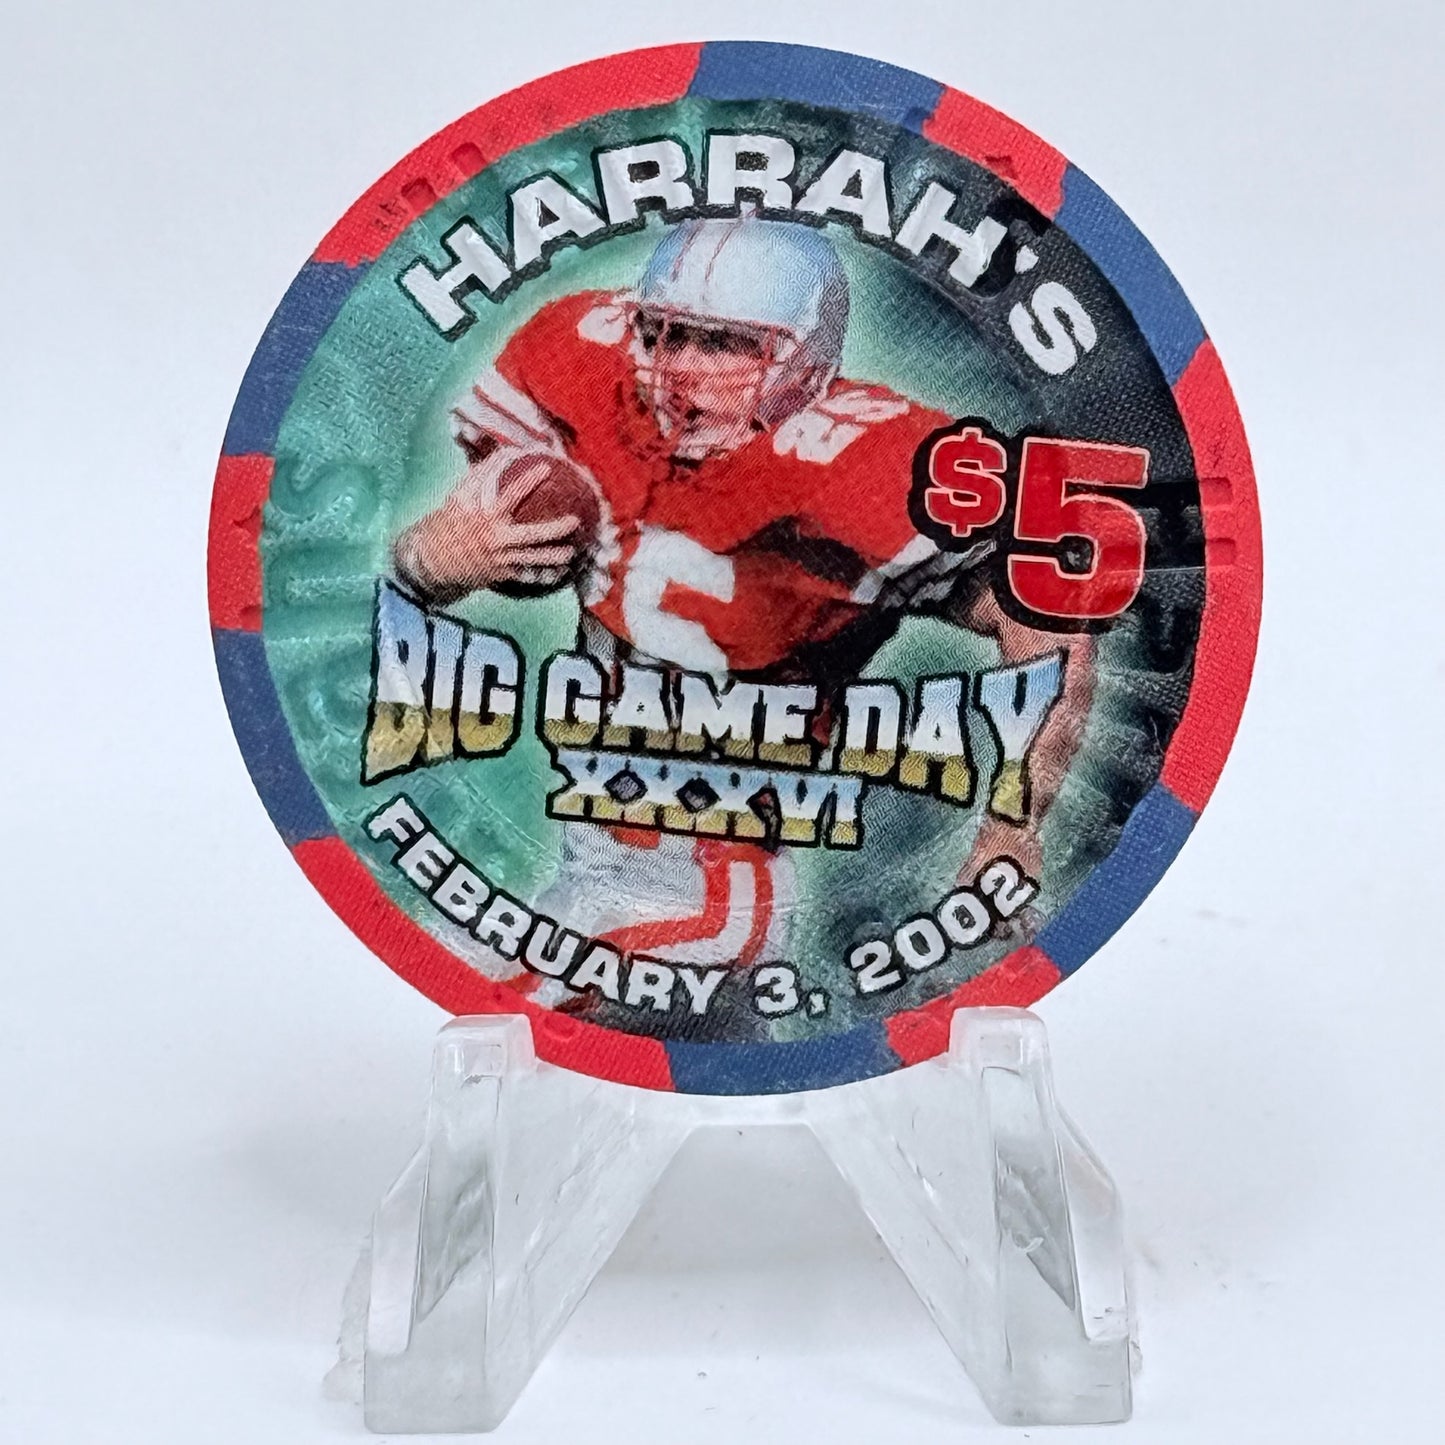 HARRAH'S
$5
BIG GAME DAY
XXXVI
FEBRUARY 3, 2002